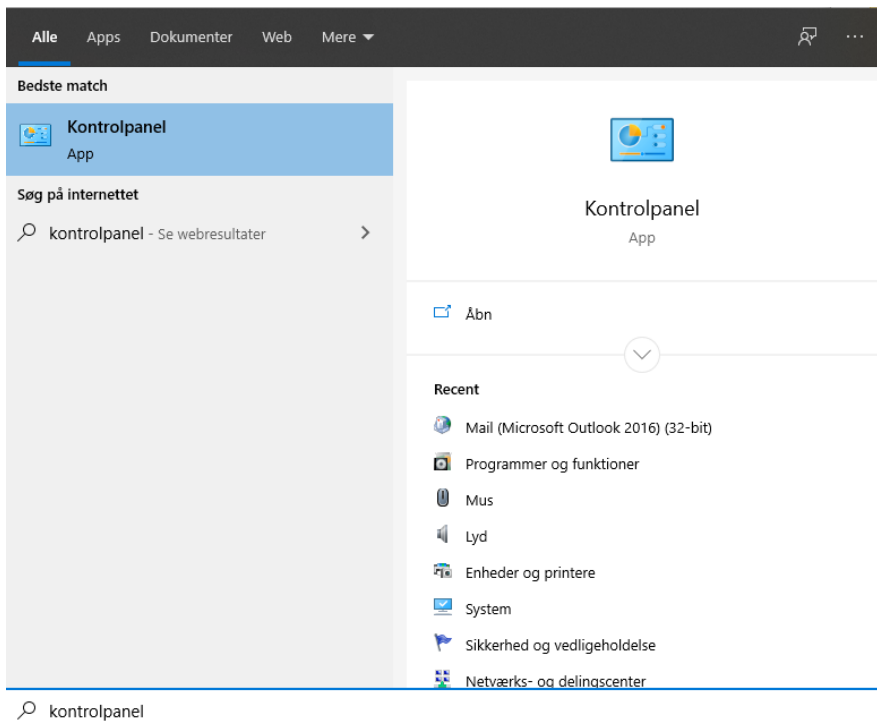 Alle Apps Dokumenter Web Mere
Bedste match
Kontrolpanel
App
Søg på internettet
kontrolpanel - Se webresultater
Kontrolpanel
App
Åbn
Recent
Mail (Microsoft Outlook 2016) (32-bit)
Programmer og funktioner
Mus
Lyd
Enheder og printere
System
Sikkerhed og vedligeholdelse
Netværks- og delingscenter
kontrolpanel